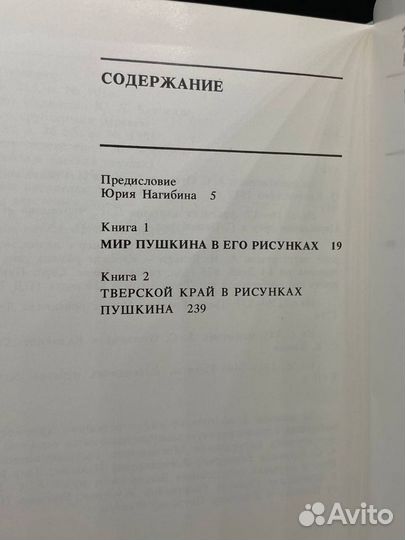 СОДЕРЖАНИЕ
Предисловие
Юрия Нагибина 5
Книга 1
МИР ПУШКИНА В ЕГО РИСУНКАХ 19
Книга 2
ТВЕРСКОЙ КРАЙ В РИСУНКАХ
ПУШКИНА 239
Avito